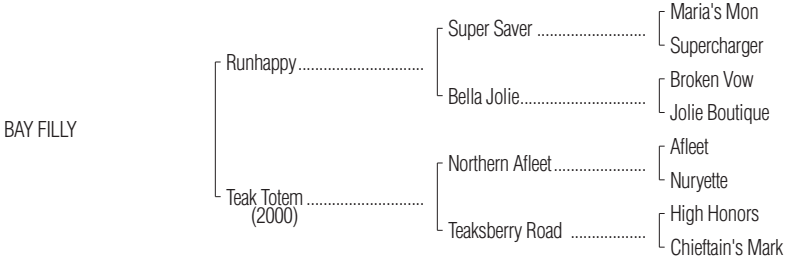 Maria's Mon
Super Saver ..........................
Supercharger
Runhappy..............................
Broken Vow
Bella Jolie..............................
Jolie Boutique
BAY FILLY
Afleet
Northern Afleet......................
Nuryette
Teak Totem ............................
(2000)
High Honors
Teaksberry Road ..................
Chieftain's Mark